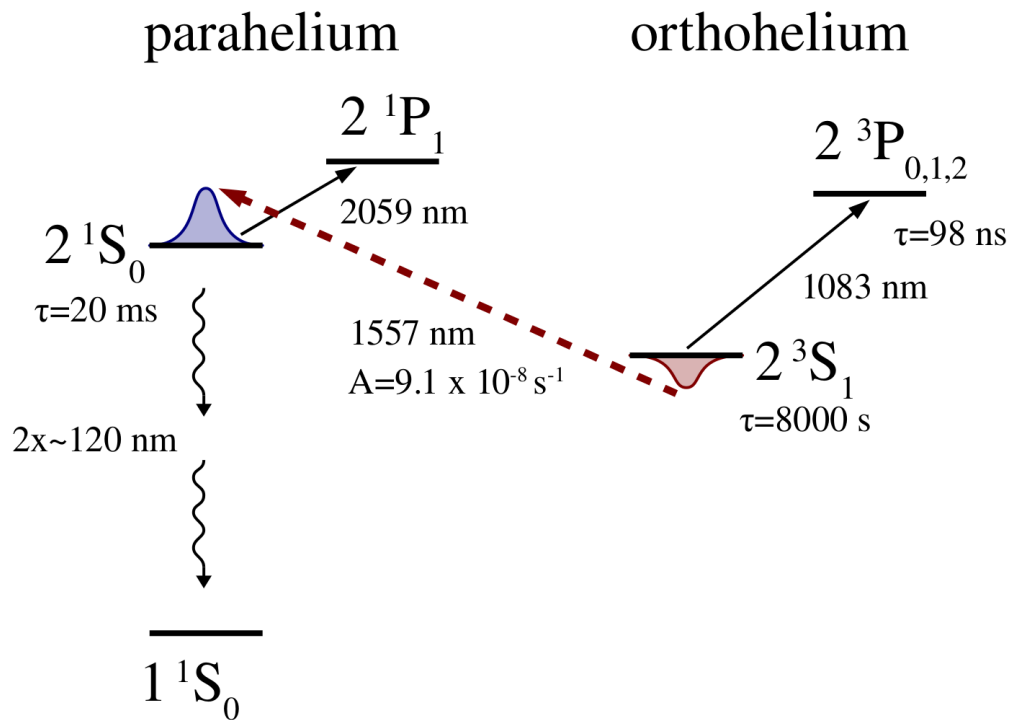 parahelium
orthohelium
2 ¹P₁
2 ³P₀,₁,₂
2059 nm
2 ¹S₀
τ=98 ns
τ=20 ms
1083 nm
1557 nm
2 ³S₁
A=9.1 x 10⁻⁸ s⁻¹
τ=8000 s
2x~120 nm
1 ¹S₀